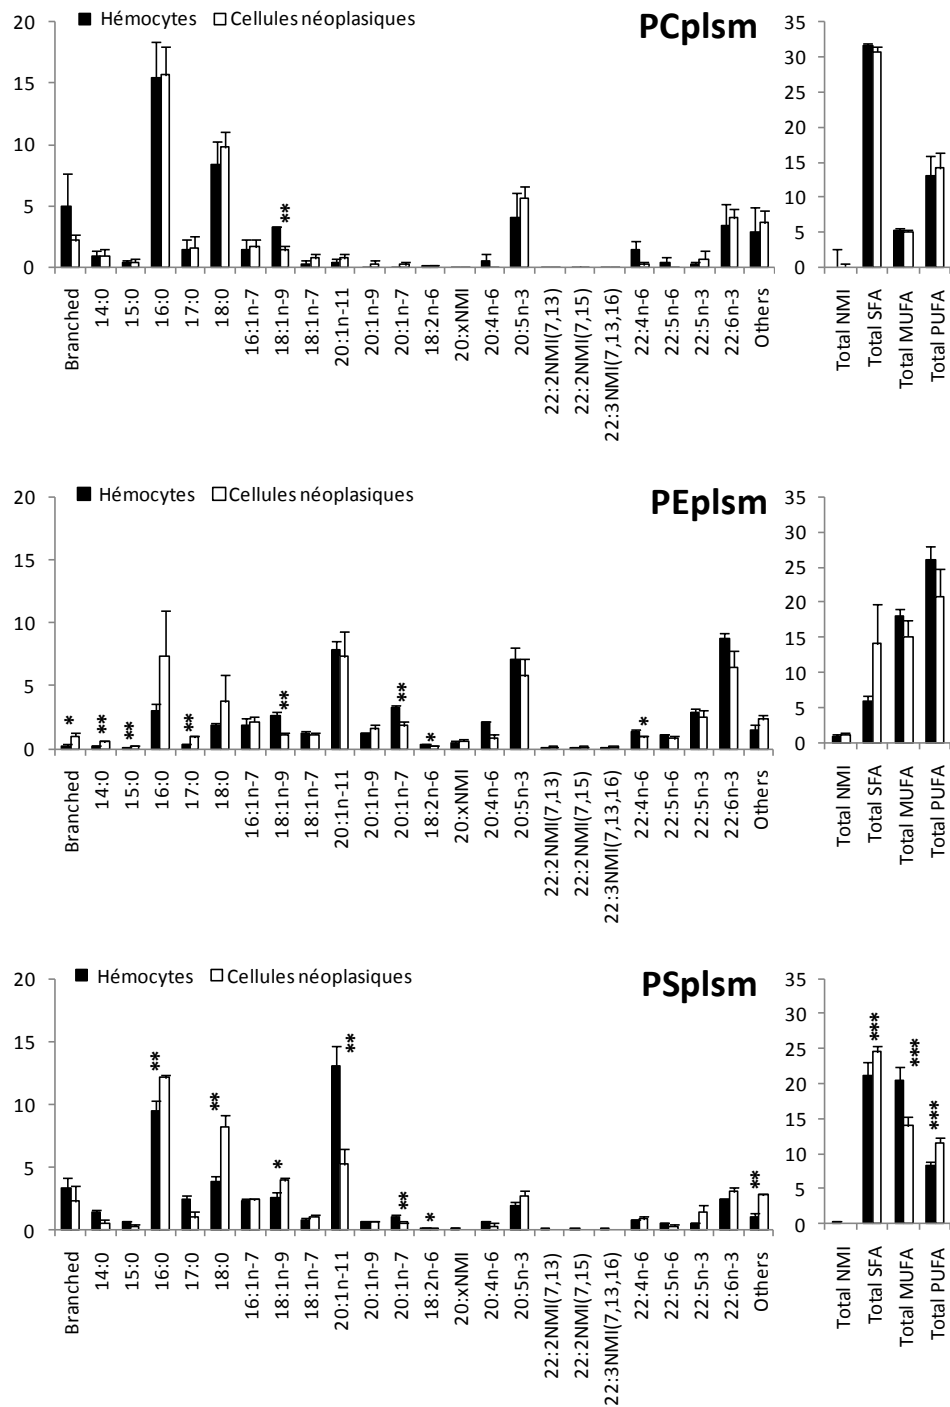 Hémocytes Cellules néoplasiques
PCplsm
20
15
10
5
0
**
Branched
14:0
15:0
16:0
17:0
18:0
16:1n-7
18:1n-9
18:1n-7
20:1n-11
20:1n-9
20:1n-7
18:2n-6
20:xNMI
20:4n-6
20:5n-3
22:2NMI(7,13)
22:2NMI(7,15)
22:3NMI(7,13,16)
22:4n-6
22:5n-6
22:5n-3
22:6n-3
Others
35
30
25
20
15
10
5
0
Total NMI
Total SFA
Total MUFA
Total PUFA
Hémocytes Cellules néoplasiques
PEplsm
20
15
10
5
0
*
**
**
**
**
**
*
*
Branched
14:0
15:0
16:0
17:0
18:0
16:1n-7
18:1n-9
18:1n-7
20:1n-11
20:1n-9
20:1n-7
18:2n-6
20:xNMI
20:4n-6
20:5n-3
22:2NMI(7,13)
22:2NMI(7,15)
22:3NMI(7,13,16)
22:4n-6
22:5n-6
22:5n-3
22:6n-3
Others
35
30
25
20
15
10
5
0
Total NMI
Total SFA
Total MUFA
Total PUFA
Hémocytes Cellules néoplasiques
PSplsm
20
15
10
5
0
**
**
*
**
**
*
**
Branched
14:0
15:0
16:0
17:0
18:0
16:1n-7
18:1n-9
18:1n-7
20:1n-11
20:1n-9
20:1n-7
18:2n-6
20:xNMI
20:4n-6
20:5n-3
22:2NMI(7,13)
22:2NMI(7,15)
22:3NMI(7,13,16)
22:4n-6
22:5n-6
22:5n-3
22:6n-3
Others
35
30
25
20
15
10
5
0
***
***
***
Total NMI
Total SFA
Total MUFA
Total PUFA